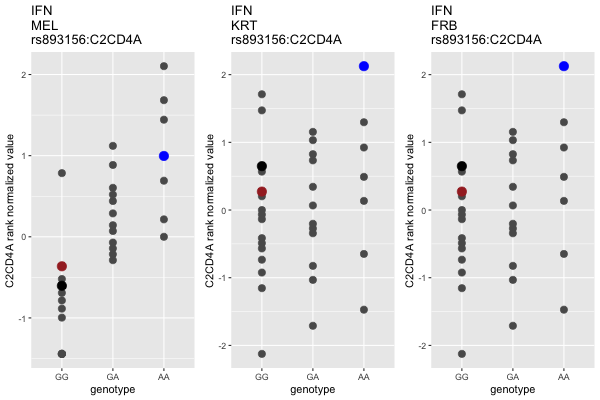 IFN
MEL
rs893156:C2CD4A
IFN
KRT
rs893156:C2CD4A
IFN
FRB
rs893156:C2CD4A
C2CD4A rank normalized value
2
1
0
-1
GG GA AA
genotype
C2CD4A rank normalized value
2
1
0
-1
-2
GG GA AA
genotype
C2CD4A rank normalized value
2
1
0
-1
-2
GG GA AA
genotype